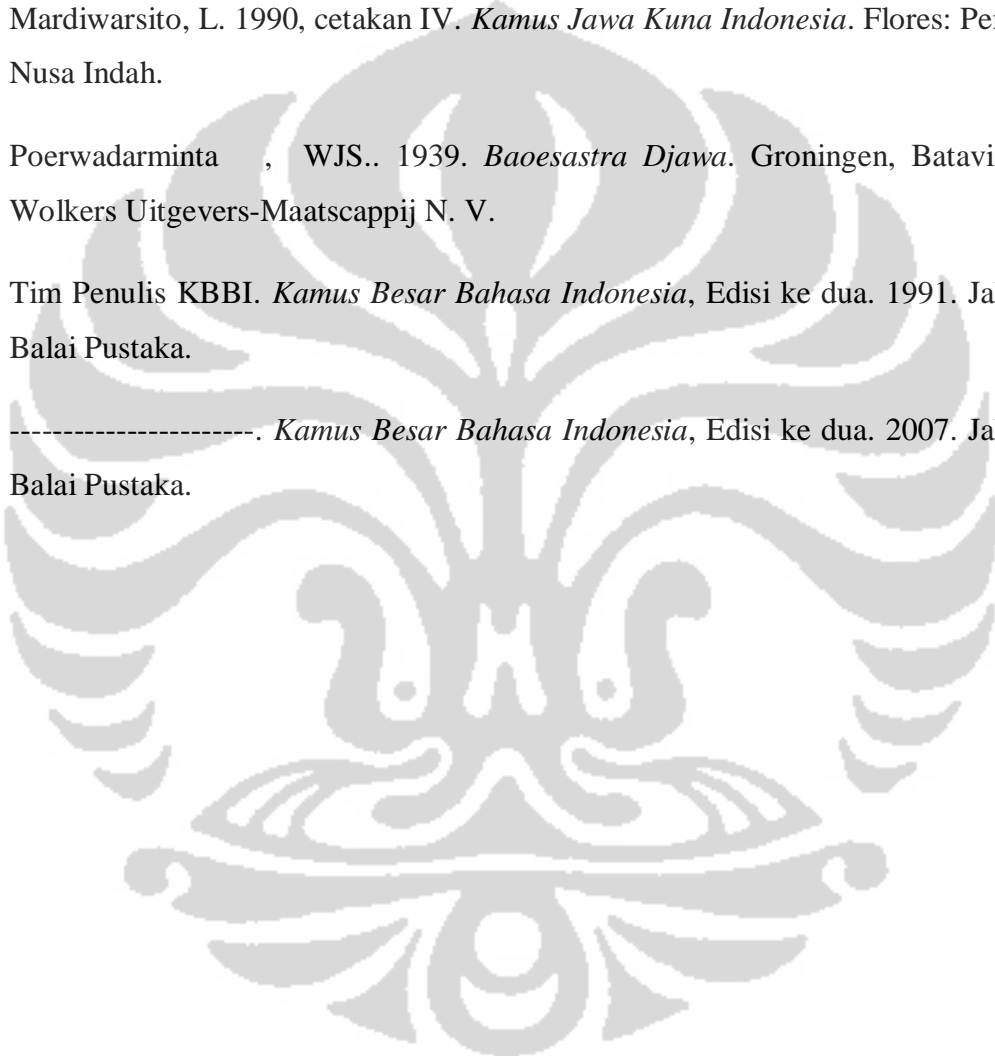 Mardiwarsito, L. 1990, cetakan IV. Kamus Jawa Kuna Indonesia. Flores: Pe
Nusa Indah.
Poerwadarminta , WJS.. 1939. Baoesastra Djawa. Groningen, Batavi
Wolkers Uitgevers-Maatscappij N. V.
Tim Penulis KBBI. Kamus Besar Bahasa Indonesia, Edisi ke dua. 1991. Ja
Balai Pustaka.
-----------------------. Kamus Besar Bahasa Indonesia, Edisi ke dua. 2007. Ja
Balai Pustaka.